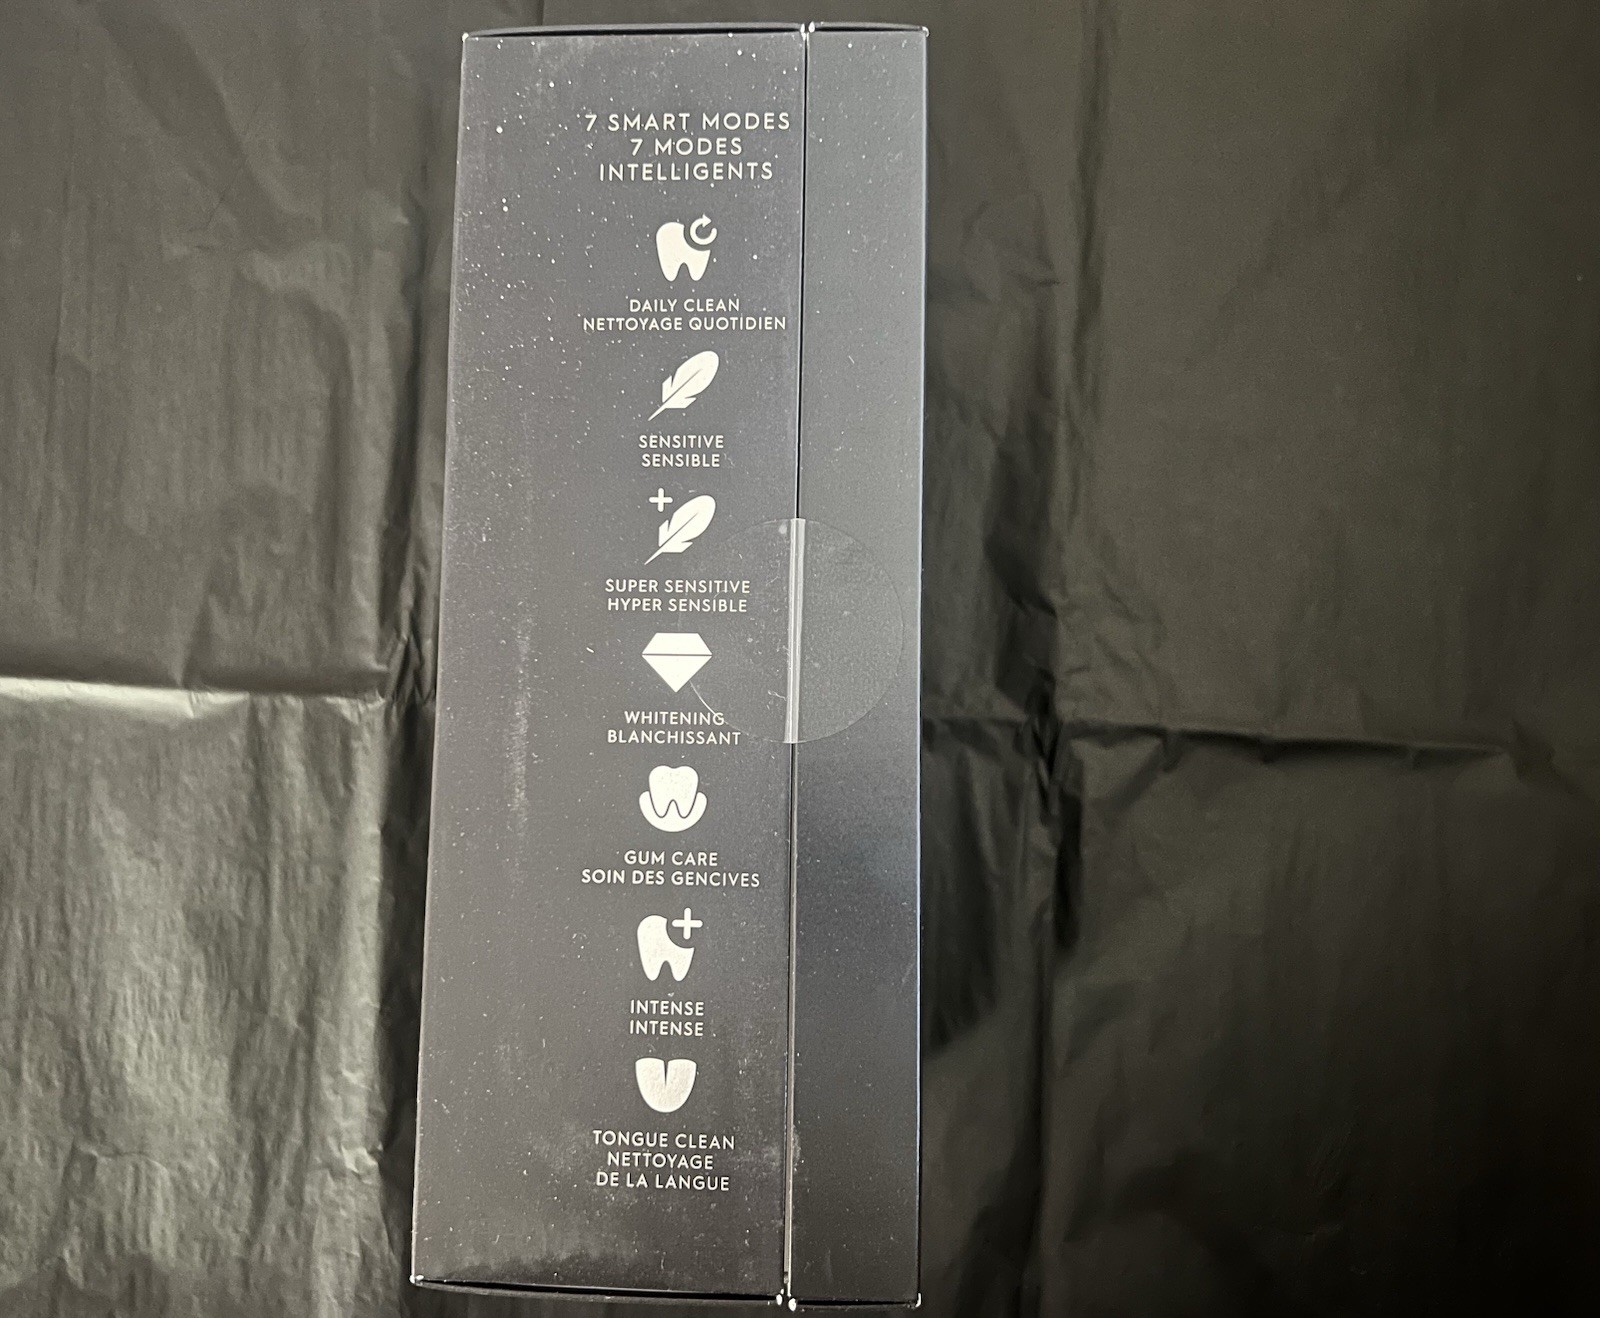 7 SMART MODES
7 MODES
INTELLIGENTS
DAILY CLEAN
NETTOYAGE QUOTIDIEN
SENSITIVE
SENSIBLE
SUPER SENSITIVE
HYPER SENSIBLE
WHITENING
BLANCHISSANT
GUM CARE
SOIN DES GENCIVES
INTENSE
INTENSE
TONGUE CLEAN
NETTOYAGE
DE LA LANGUE